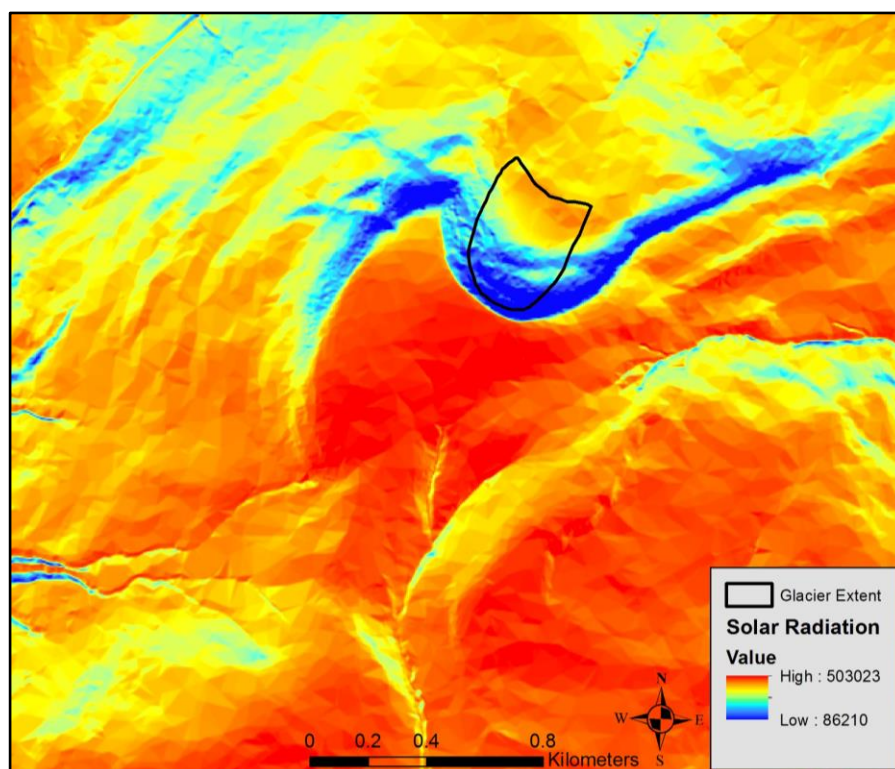 Glacier Extent
Solar Radiation
Value
High : 503023
Low : 86210
N
W E
S
0 0.2 0.4 0.8
Kilometers